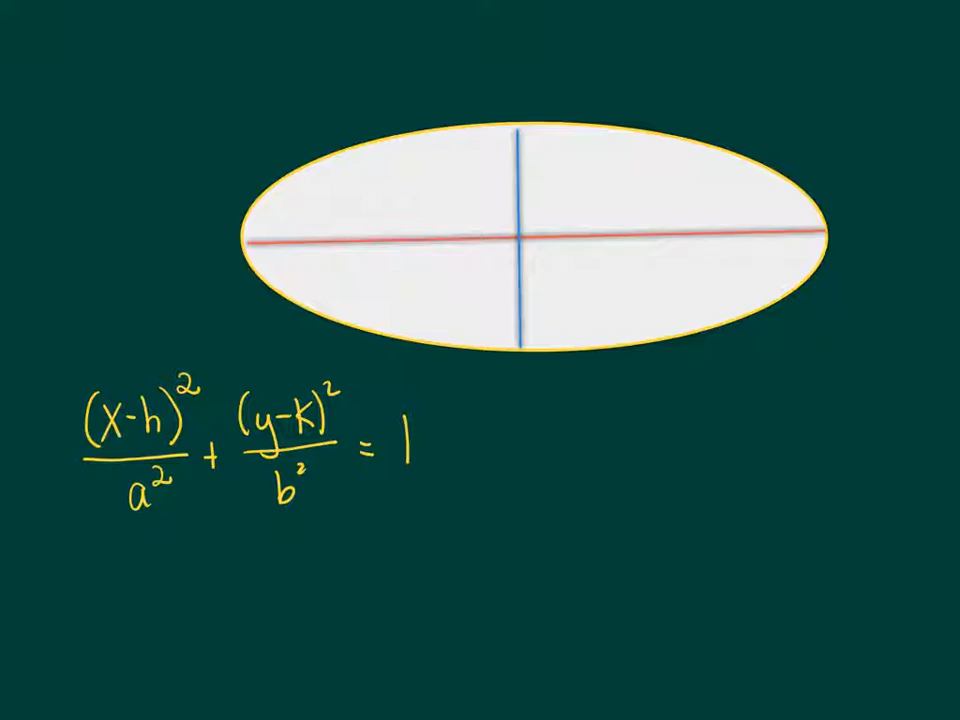 (x-h)²/a² + (y-k)²/b² = 1